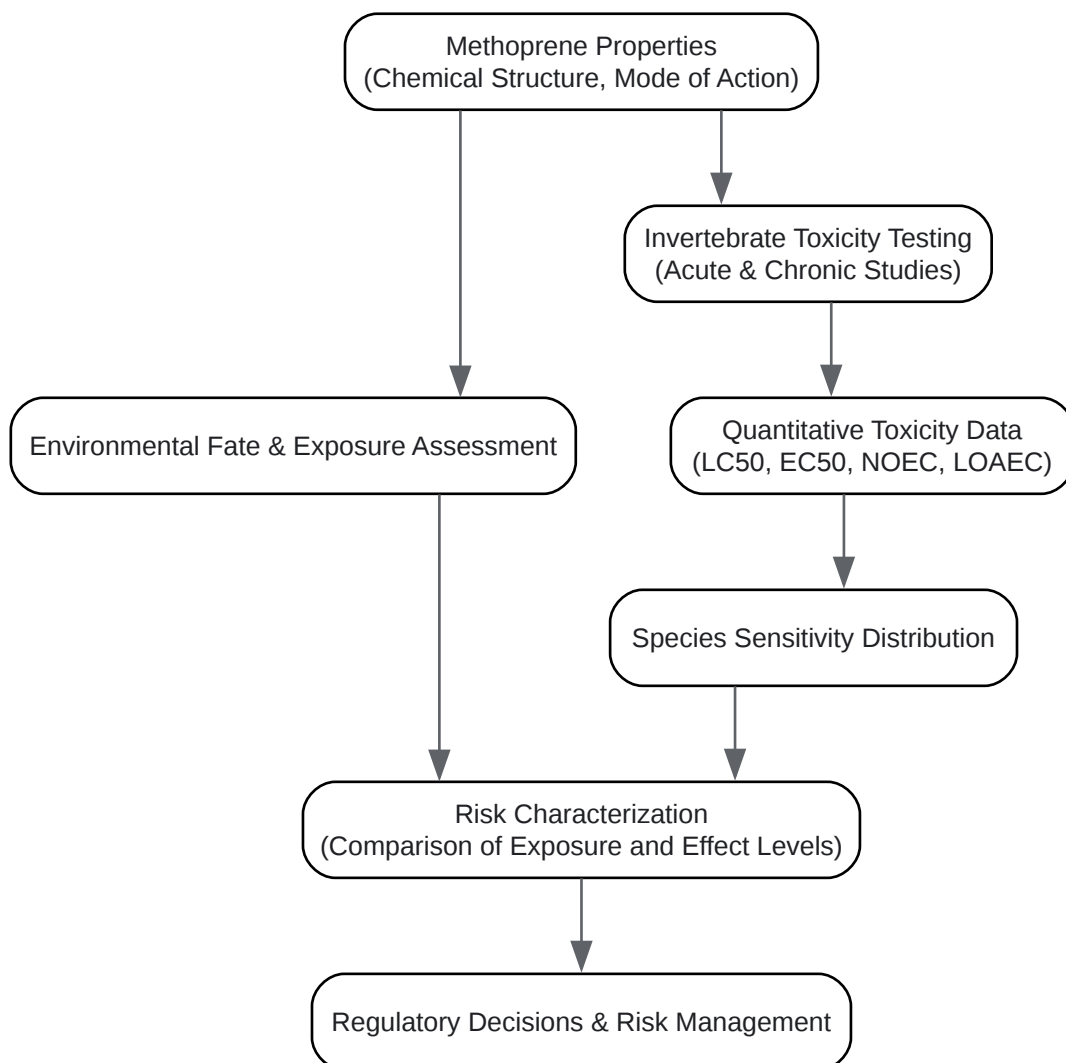 Methoprene Properties
(Chemical Structure, Mode of Action)
Invertebrate Toxicity Testing
(Acute & Chronic Studies)
Environmental Fate & Exposure Assessment
Quantitative Toxicity Data
(LC50, EC50, NOEC, LOAEC)
Species Sensitivity Distribution
Risk Characterization
(Comparison of Exposure and Effect Levels)
Regulatory Decisions & Risk Management